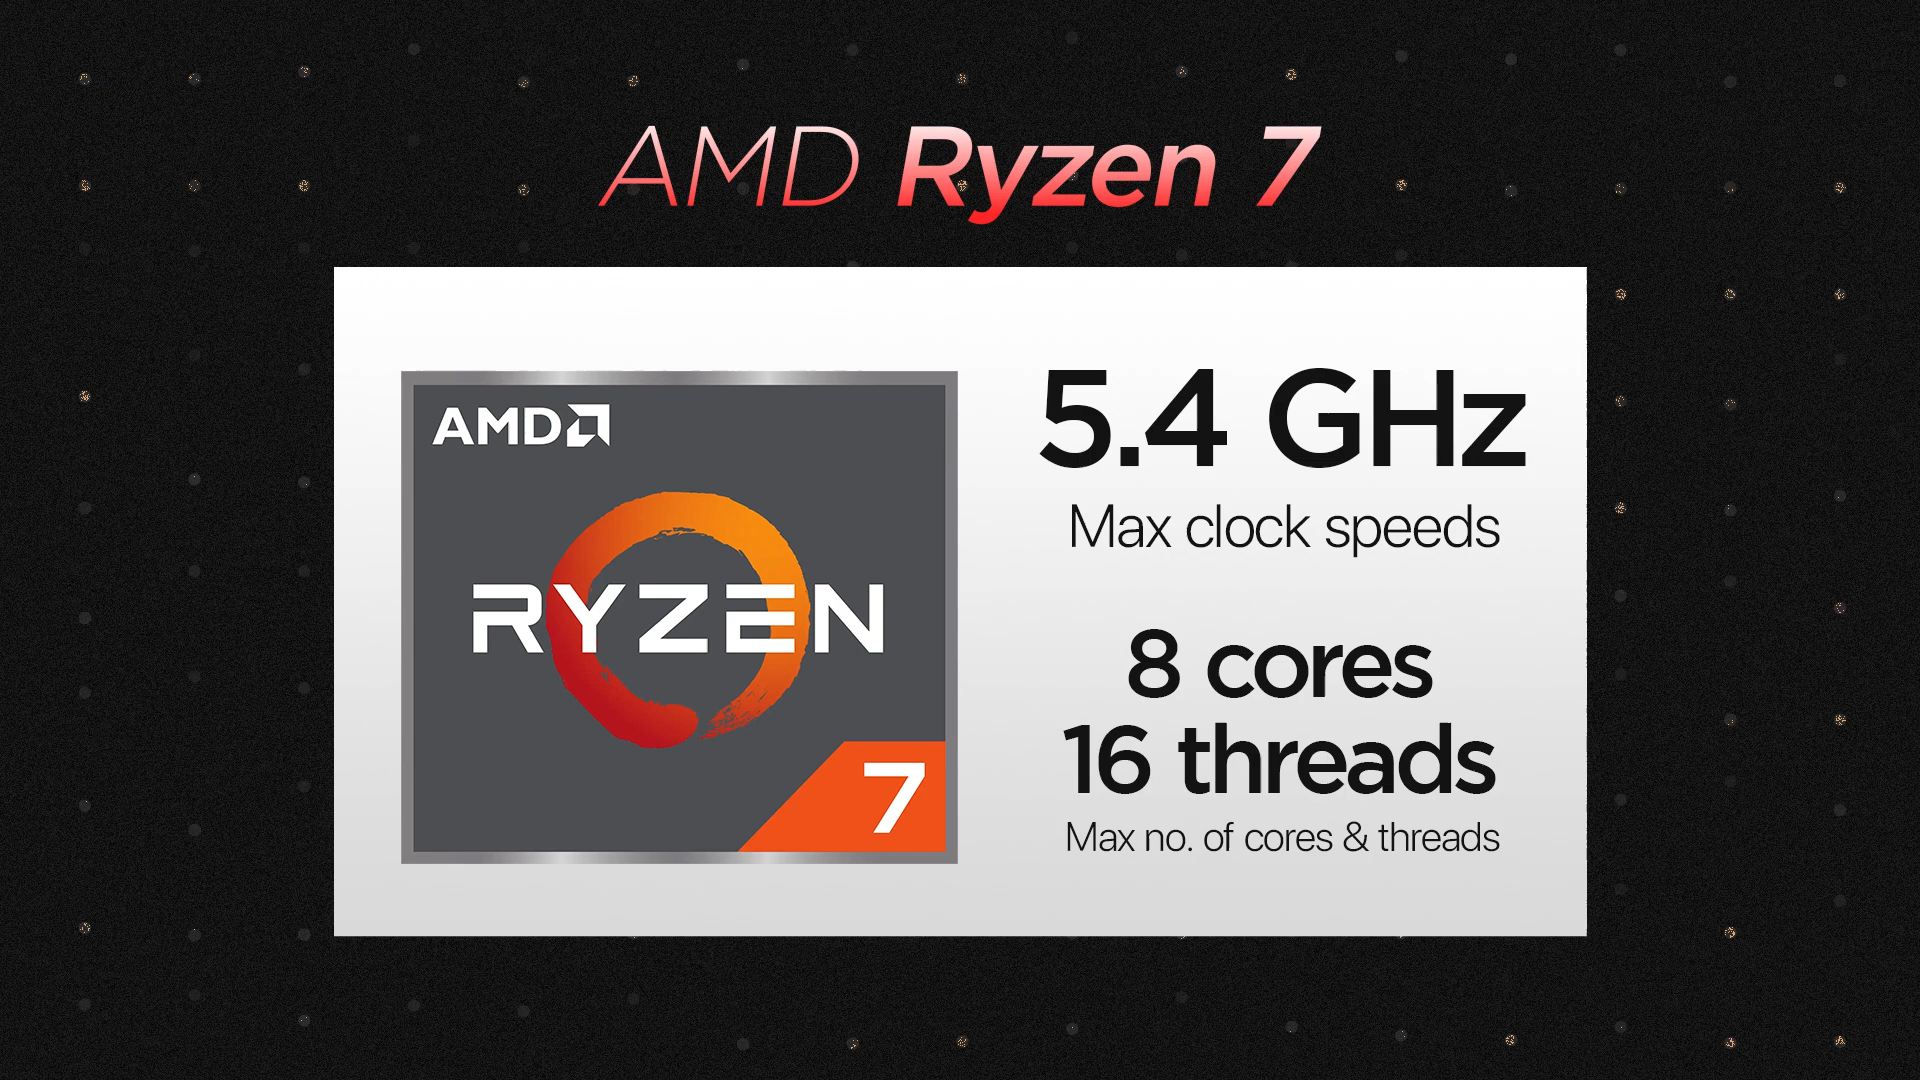 AMD Ryzen 7
AMD
RYZEN
7
5.4 GHz
Max clock speeds
8 cores
16 threads
Max no. of cores & threads